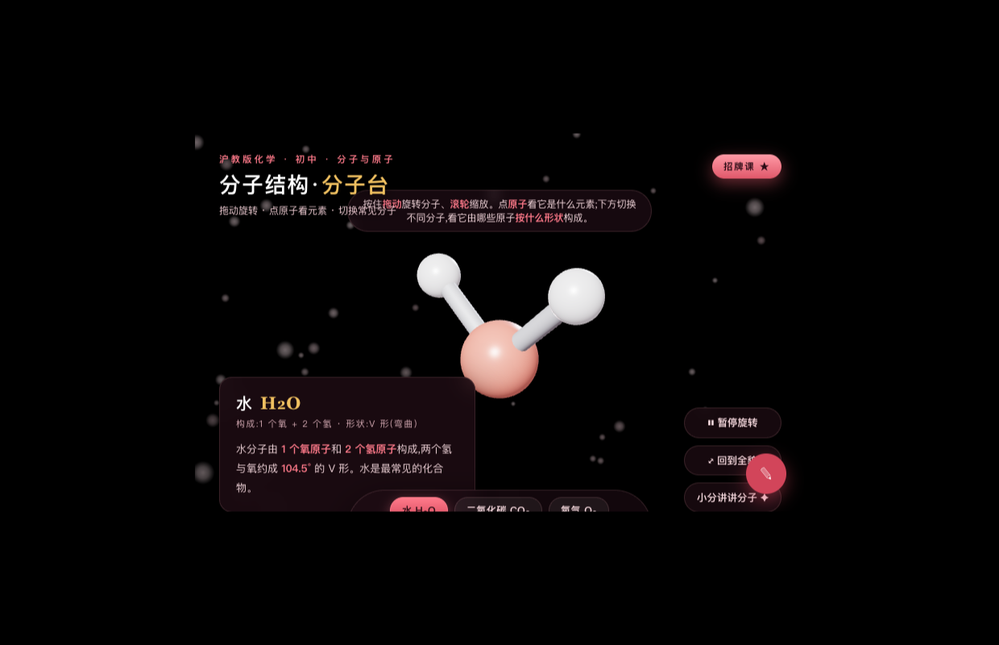 沪教版化学 · 初中 · 分子与原子
分子结构·分子台
拖动旋转 · 点原子看元素 · 切换常见分子
招牌课 ★
按住拖动旋转分子、滚轮缩放。点原子看它是什么元素;下方切换
不同分子,看它由哪些原子按什么形状构成。
水 H₂O
构成:1 个氧 + 2 个氢 · 形状:V 形(弯曲)
水分子由 1 个氧原子和 2 个氢原子构成,两个氢
与氧约成 104.5° 的 V 形。水是最常见的化合
物。
暂停旋转
回到全
小分讲讲分子 ✦
水 H₂O
二氧化碳 CO₂